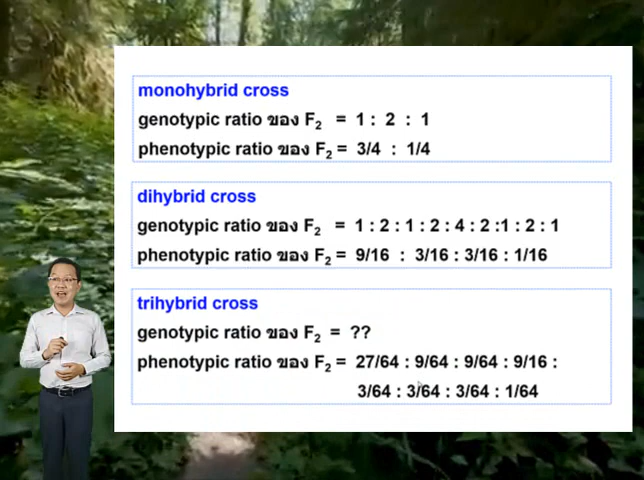 monohybrid cross
genotypic ratio ของ F₂ = 1 : 2 : 1
phenotypic ratio ของ F₂ = 3/4 : 1/4
dihybrid cross
genotypic ratio ของ F₂ = 1 : 2 : 1 : 2 : 4 : 2 :1 : 2 : 1
phenotypic ratio ของ F₂ = 9/16 : 3/16 : 3/16 : 1/16
trihybrid cross
genotypic ratio ของ F₂ = ??
phenotypic ratio ของ F₂ = 27/64 : 9/64 : 9/64 : 9/16 :
3/64 : 3/64 : 3/64 : 1/64